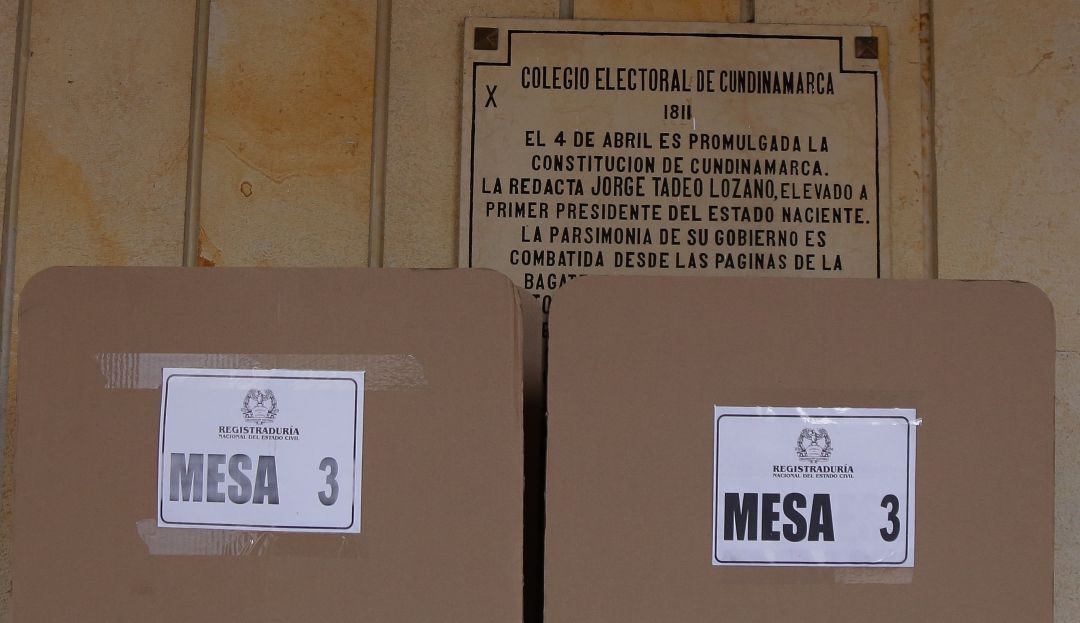 COLEGIO ELECTORAL DE CUNDINAMARCA
X
1811
EL 4 DE ABRIL ES PROMULGADA LA
CONSTITUCION DE CUNDINAMARCA.
LA REDACTA JORGE TADEO LOZANO, ELEVADO A
PRIMER PRESIDENTE DEL ESTADO NACIENTE.
LA PARSIMONIA DE SU GOBIERNO ES
COMBATIDA DESDE LAS PAGINAS DE LA
REGISTRADURÍA
NACIONAL DEL ESTADO CIVIL
MESA 3
REGISTRADURÍA
NACIONAL DEL ESTADO CIVIL
MESA 3